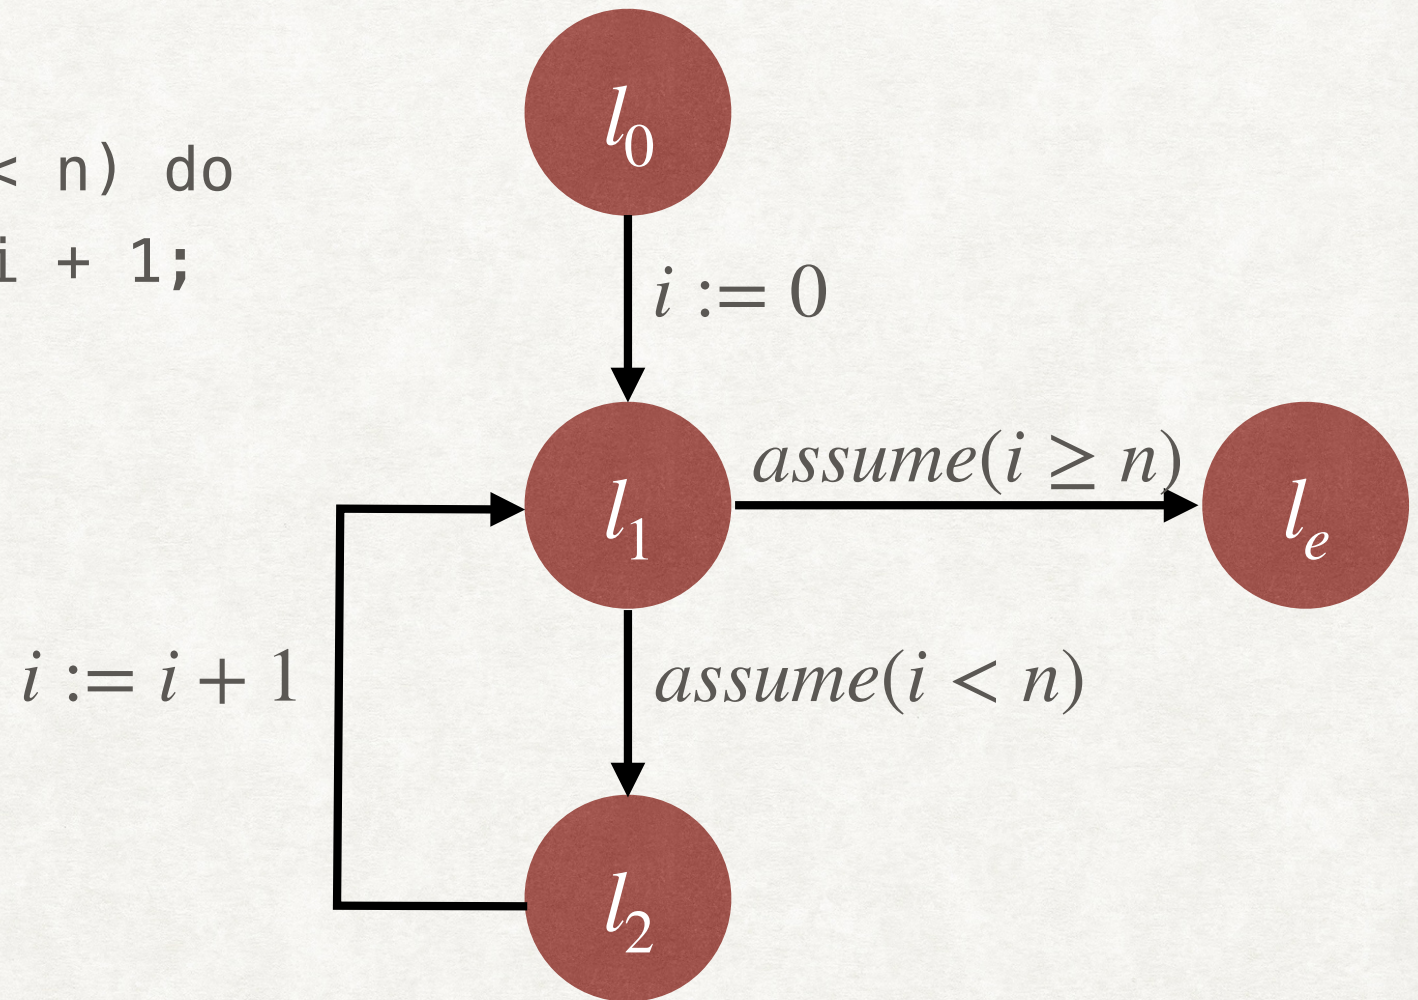 l₀
< n) do
i + 1;
i := 0
assume(i ≥ n)
l₁
lₑ
i := i + 1
assume(i < n)
l₂